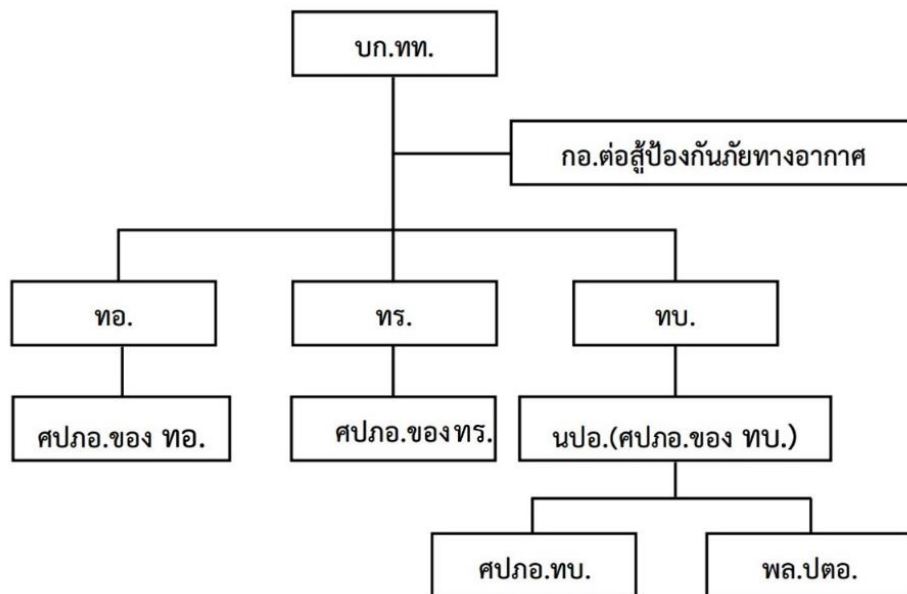 บก.ทท.
กอ.ต่อสู้ป้องกันภัยทางอากาศ
ทอ.
ทร.
ทบ.
ศปภอ.ของ ทอ.
ศปภอ.ของ ทร.
นปอ.(ศปภอ.ของ ทบ.)
ศปภอ.ทบ.
พล.ปตอ.